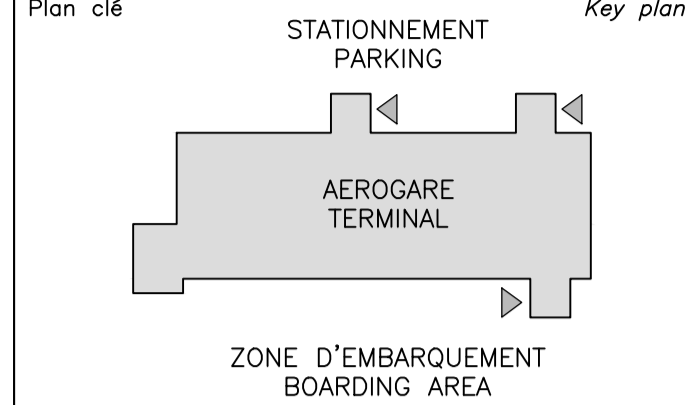 Plan clé Key plan
STATIONNEMENT
PARKING
AEROGARE
TERMINAL
ZONE D'EMBARQUEMENT
BOARDING AREA